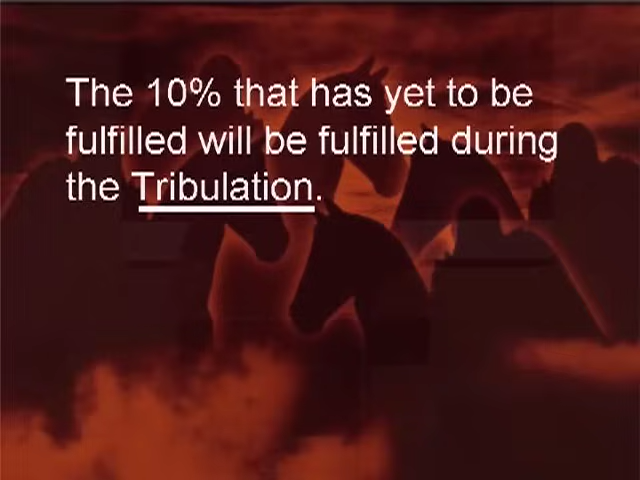 The 10% that has yet to be
fulfilled will be fulfilled during
the Tribulation.